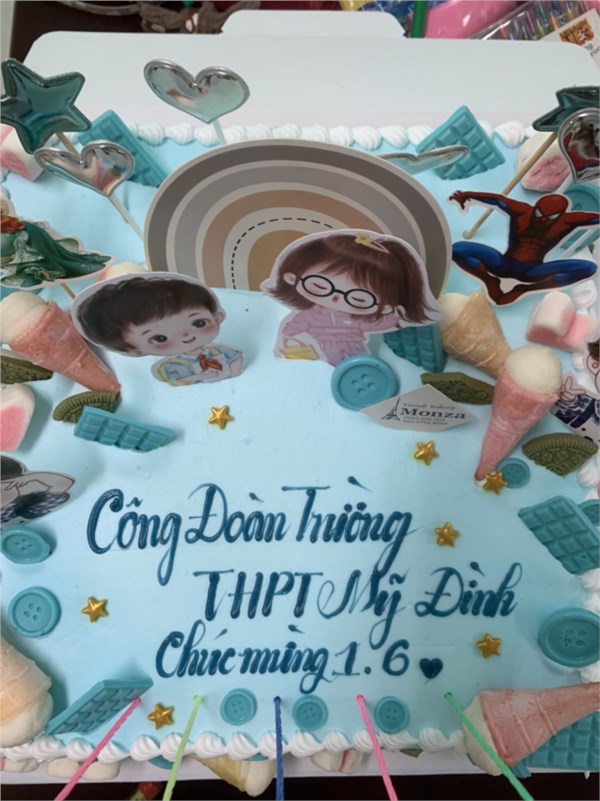 Monza
Công Đoàn Trường
THPT Mỹ Đình
Chúc mừng 1.6